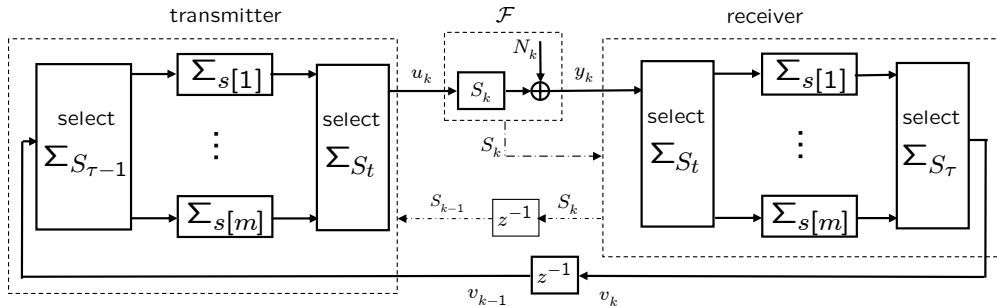 transmitter
ℱ
receiver
N_k
select
Σ_{S_{τ−1}}
Σ_{s[1]}
⋮
Σ_{s[m]}
select
Σ_{S_t}
u_k
S_k
y_k
select
Σ_{S_t}
Σ_{s[1]}
⋮
Σ_{s[m]}
select
Σ_{S_τ}
S_k
S_{k−1}
z^{−1}
S_k
z^{−1}
v_{k−1}
v_k